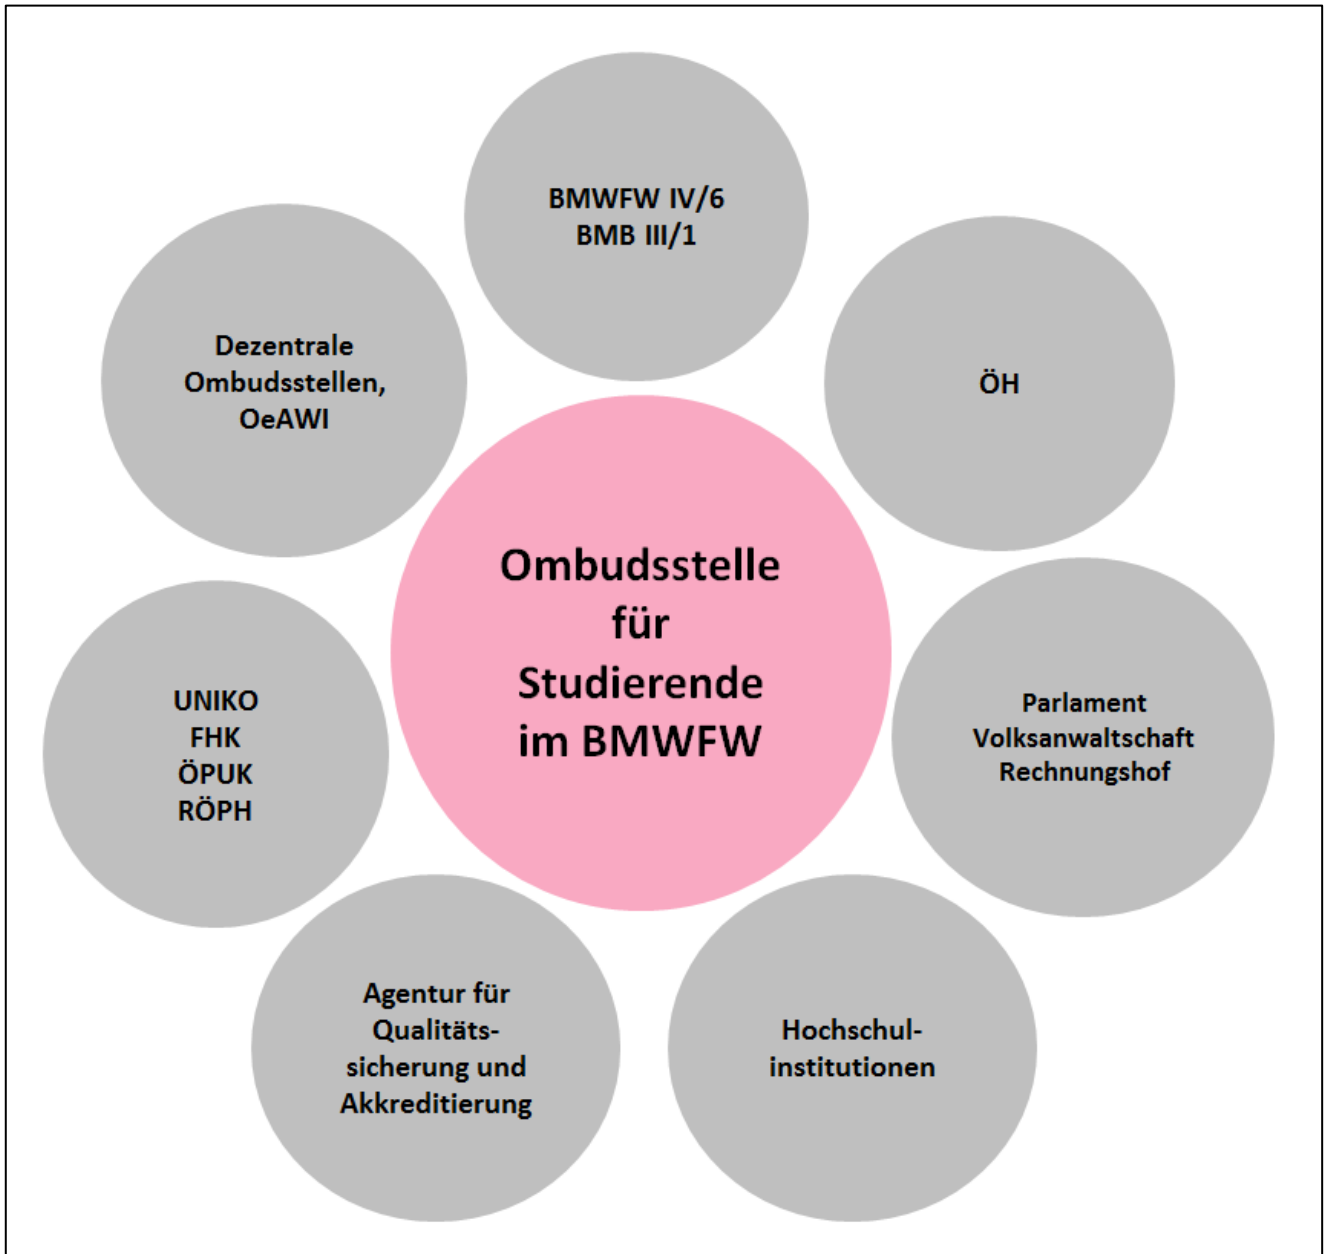 BMWFW IV/6
BMB III/1
Dezentrale
Ombudsstellen,
OeAWI
ÖH
Ombudsstelle
für
Studierende
im BMWFW
UNIKO
FHK
ÖPUK
RÖPH
Parlament
Volksanwaltschaft
Rechnungshof
Agentur für
Qualitäts-
sicherung und
Akkreditierung
Hochschul-
institutionen